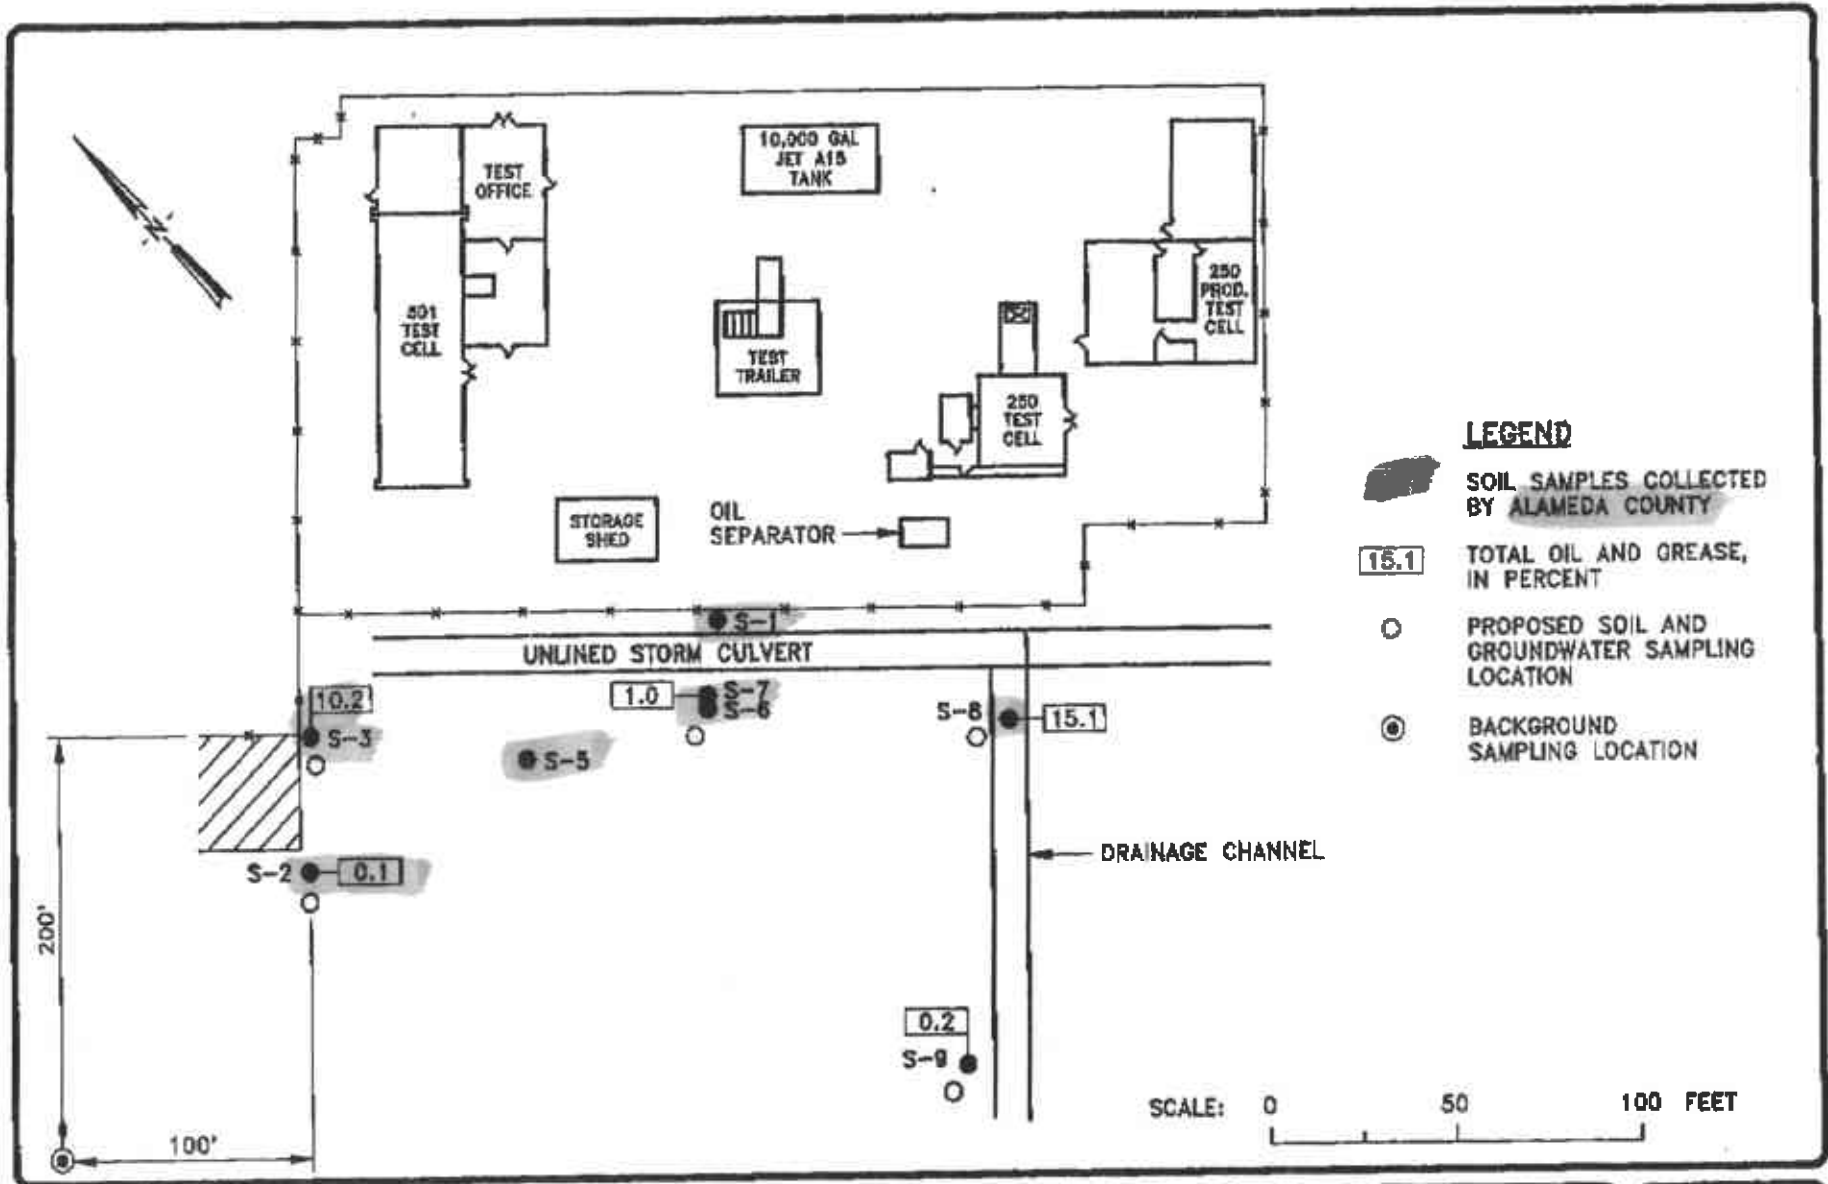 10,000 GAL
JET A15
TANK
TEST
OFFICE
501
TEST
CELL
TEST
TRAILER
250
PROD.
TEST
CELL
250
TEST
CELL
STORAGE
SHED
OIL
SEPARATOR
S-1
UNLINED STORM CULVERT
10.2
S-3
1.0
S-7
S-6
S-5
S-8
15.1
S-2
0.1
DRAINAGE CHANNEL
200'
100'
0.2
S-9
LEGEND
SOIL SAMPLES COLLECTED
BY ALAMEDA COUNTY
15.1
TOTAL OIL AND GREASE,
IN PERCENT
PROPOSED SOIL AND
GROUNDWATER SAMPLING
LOCATION
BACKGROUND
SAMPLING LOCATION
SCALE: 0 50 100 FEET